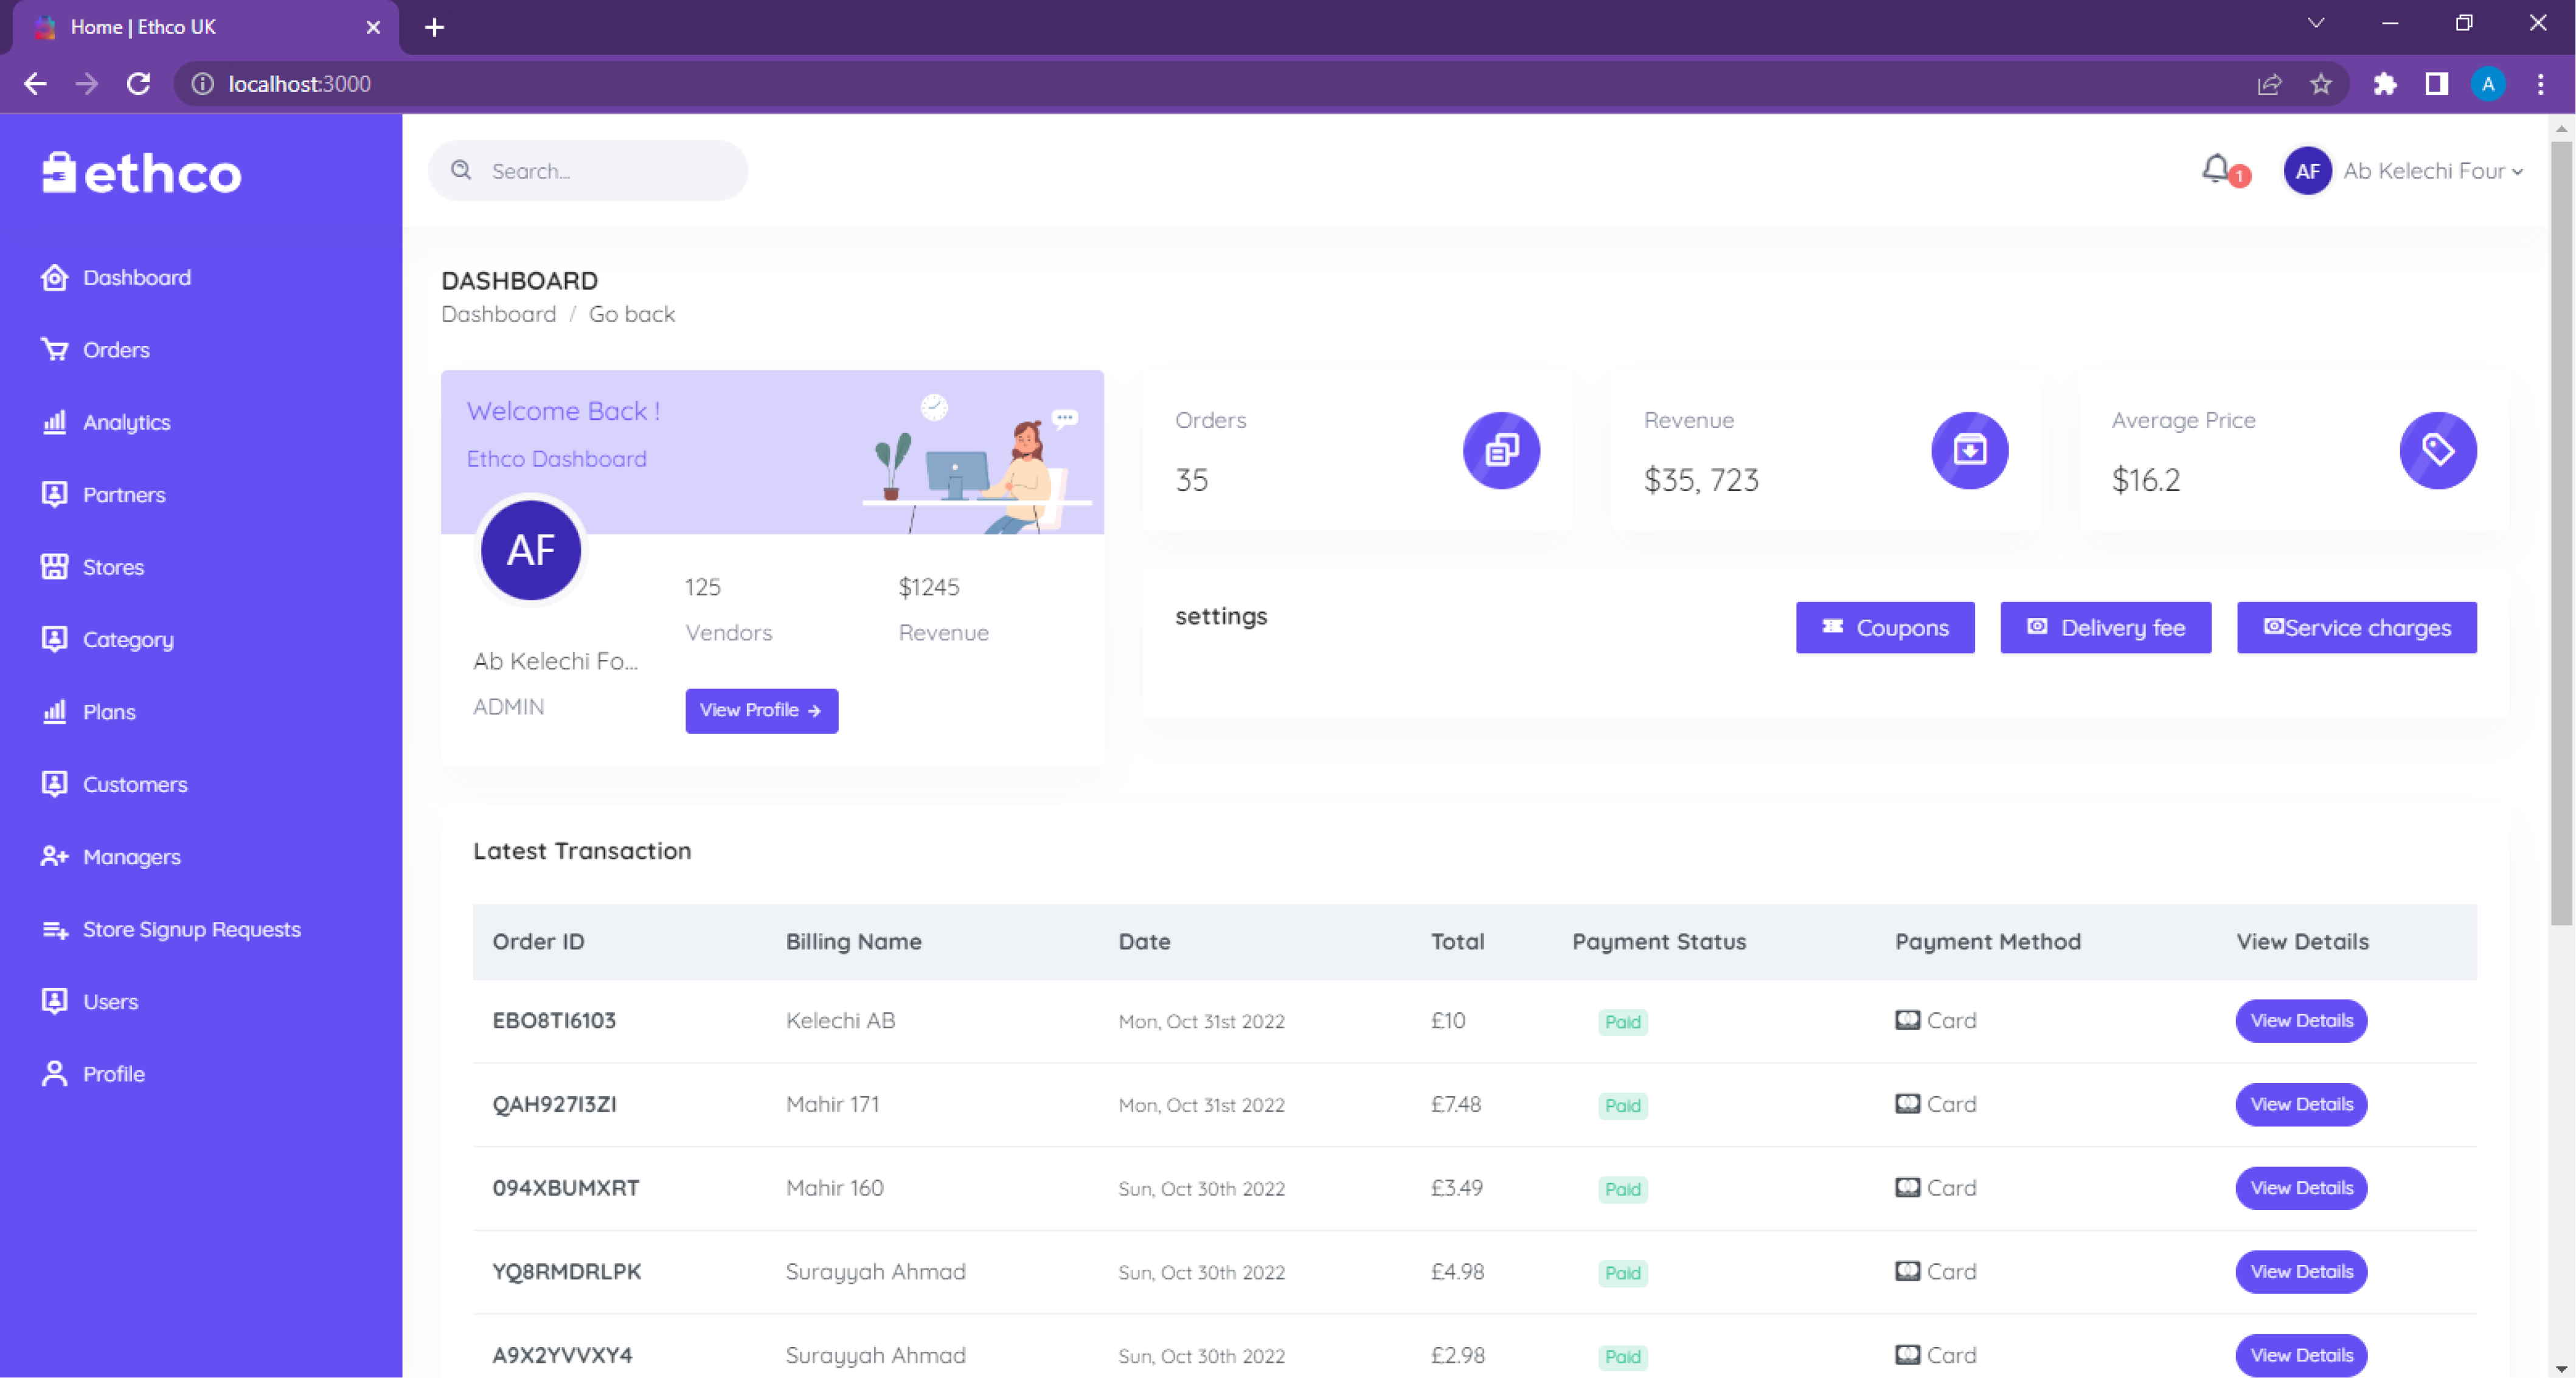 Home | Ethco UK
localhost:3000
A
ethco
Search...
1
AF
Ab Kelechi Four
Dashboard
Orders
Analytics
Partners
Stores
Category
Plans
Customers
Managers
Store Signup Requests
Users
Profile
DASHBOARD
Dashboard / Go back
Welcome Back !
Ethco Dashboard
AF
Ab Kelechi Fo...
ADMIN
125
Vendors
$1245
Revenue
View Profile
Orders
35
Revenue
$35, 723
Average Price
$16.2
settings
Coupons
Delivery fee
Service charges
Latest Transaction
Order ID Billing Name Date Total Payment Status Payment Method View Details
EBO8TI6103 Kelechi AB Mon, Oct 31st 2022 £10 Paid Card View Details
QAH927I3ZI Mahir 171 Mon, Oct 31st 2022 £7.48 Paid Card View Details
094XBUMXRT Mahir 160 Sun, Oct 30th 2022 £3.49 Paid Card View Details
YQ8RMDRLPK Surayyah Ahmad Sun, Oct 30th 2022 £4.98 Paid Card View Details
A9X2YVVXY4 Surayyah Ahmad Sun, Oct 30th 2022 £2.98 Paid Card View Details